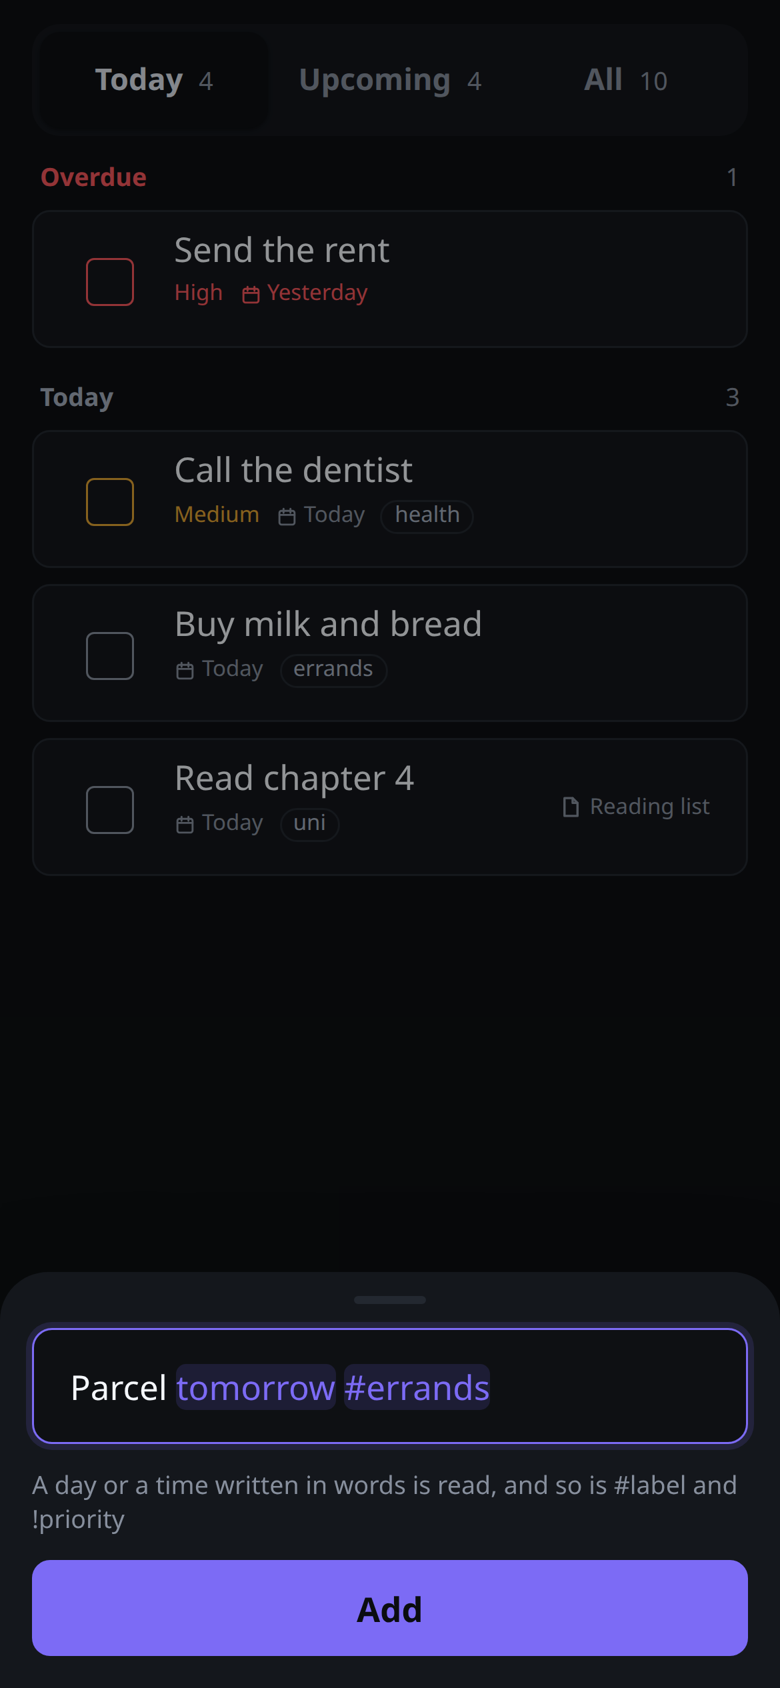 Today 4 Upcoming 4 All 10
Overdue 1
Send the rent
High Yesterday
Today 3
Call the dentist
Medium Today health
Buy milk and bread
Today errands
Read chapter 4
Today uni Reading list
Parcel tomorrow #errands
A day or a time written in words is read, and so is #label and
!priority
Add